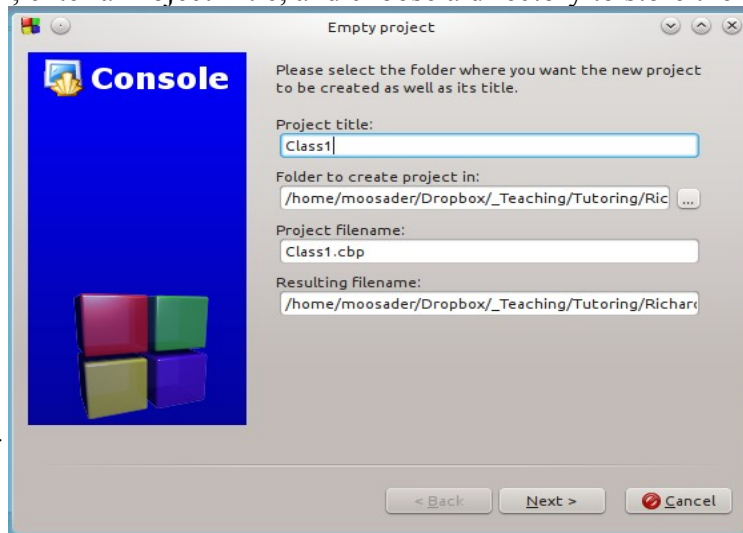 Empty project
Console
Please select the folder where you want the new project
to be created as well as its title.
Project title:
Class1
Folder to create project in:
/home/moosader/Dropbox/_Teaching/Tutoring/Ric
...
Project filename:
Class1.cbp
Resulting filename:
/home/moosader/Dropbox/_Teaching/Tutoring/Richard
< Back
Next >
Cancel